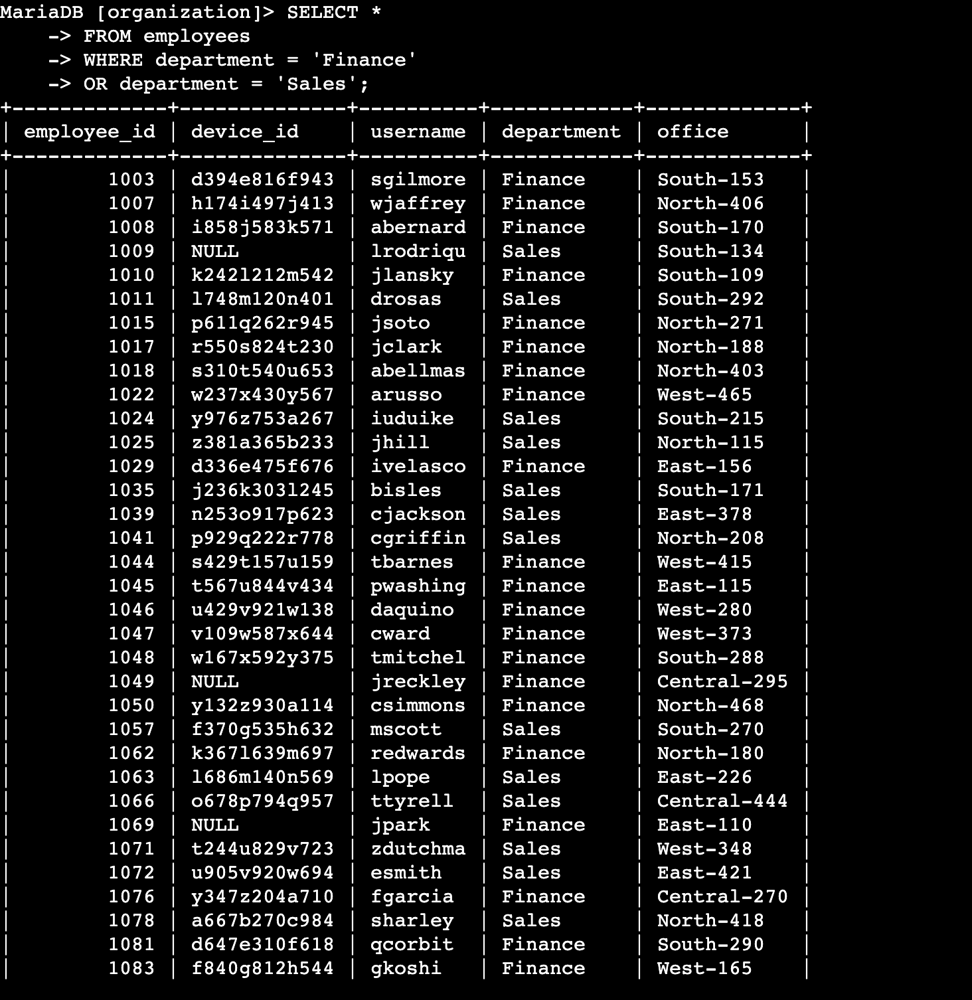 MariaDB [organization]> SELECT *
    -> FROM employees
    -> WHERE department = 'Finance'
    -> OR department = 'Sales';
+-------------+--------------+----------+------------+-------------+
| employee_id | device_id    | username | department | office      |
+-------------+--------------+----------+------------+-------------+
|        1003 | d394e816f943 | sgilmore | Finance    | South-153   |
|        1007 | h174i497j413 | wjaffrey | Finance    | North-406   |
|        1008 | i858j583k571 | abernard | Finance    | South-170   |
|        1009 | NULL         | lrodriqu | Sales      | South-134   |
|        1010 | k242l212m542 | jlansky  | Finance    | South-109   |
|        1011 | l748m120n401 | drosas   | Sales      | South-292   |
|        1015 | p611q262r945 | jsoto    | Finance    | North-271   |
|        1017 | r550s824t230 | jclark   | Finance    | North-188   |
|        1018 | s310t540u653 | abellmas | Finance    | North-403   |
|        1022 | w237x430y567 | arusso   | Finance    | West-465    |
|        1024 | y976z753a267 | iuduike  | Sales      | South-215   |
|        1025 | z381a365b233 | jhill    | Sales      | North-115   |
|        1029 | d336e475f676 | ivelasco | Finance    | East-156    |
|        1035 | j236k303l245 | bisles   | Sales      | South-171   |
|        1039 | n253o917p623 | cjackson | Sales      | East-378    |
|        1041 | p929q222r778 | cgriffin | Sales      | North-208   |
|        1044 | s429t157u159 | tbarnes  | Finance    | West-415    |
|        1045 | t567u844v434 | pwashing | Finance    | East-115    |
|        1046 | u429v921w138 | daquino  | Finance    | West-280    |
|        1047 | v109w587x644 | cward    | Finance    | West-373    |
|        1048 | w167x592y375 | tmitchel | Finance    | South-288   |
|        1049 | NULL         | jreckley | Finance    | Central-295 |
|        1050 | y132z930a114 | csimmons | Finance    | North-468   |
|        1057 | f370g535h632 | mscott   | Sales      | South-270   |
|        1062 | k367l639m697 | redwards | Finance    | North-180   |
|        1063 | l686m140n569 | lpope    | Sales      | East-226    |
|        1066 | o678p794q957 | ttyrell  | Sales      | Central-444 |
|        1069 | NULL         | jpark    | Finance    | East-110    |
|        1071 | t244u829v723 | zdutchma | Sales      | West-348    |
|        1072 | u905v920w694 | esmith   | Sales      | East-421    |
|        1076 | y347z204a710 | fgarcia  | Finance    | Central-270 |
|        1078 | a667b270c984 | sharley  | Sales      | North-418   |
|        1081 | d647e310f618 | qcorbit  | Finance    | South-290   |
|        1083 | f840g812h544 | gkoshi   | Finance    | West-165    |